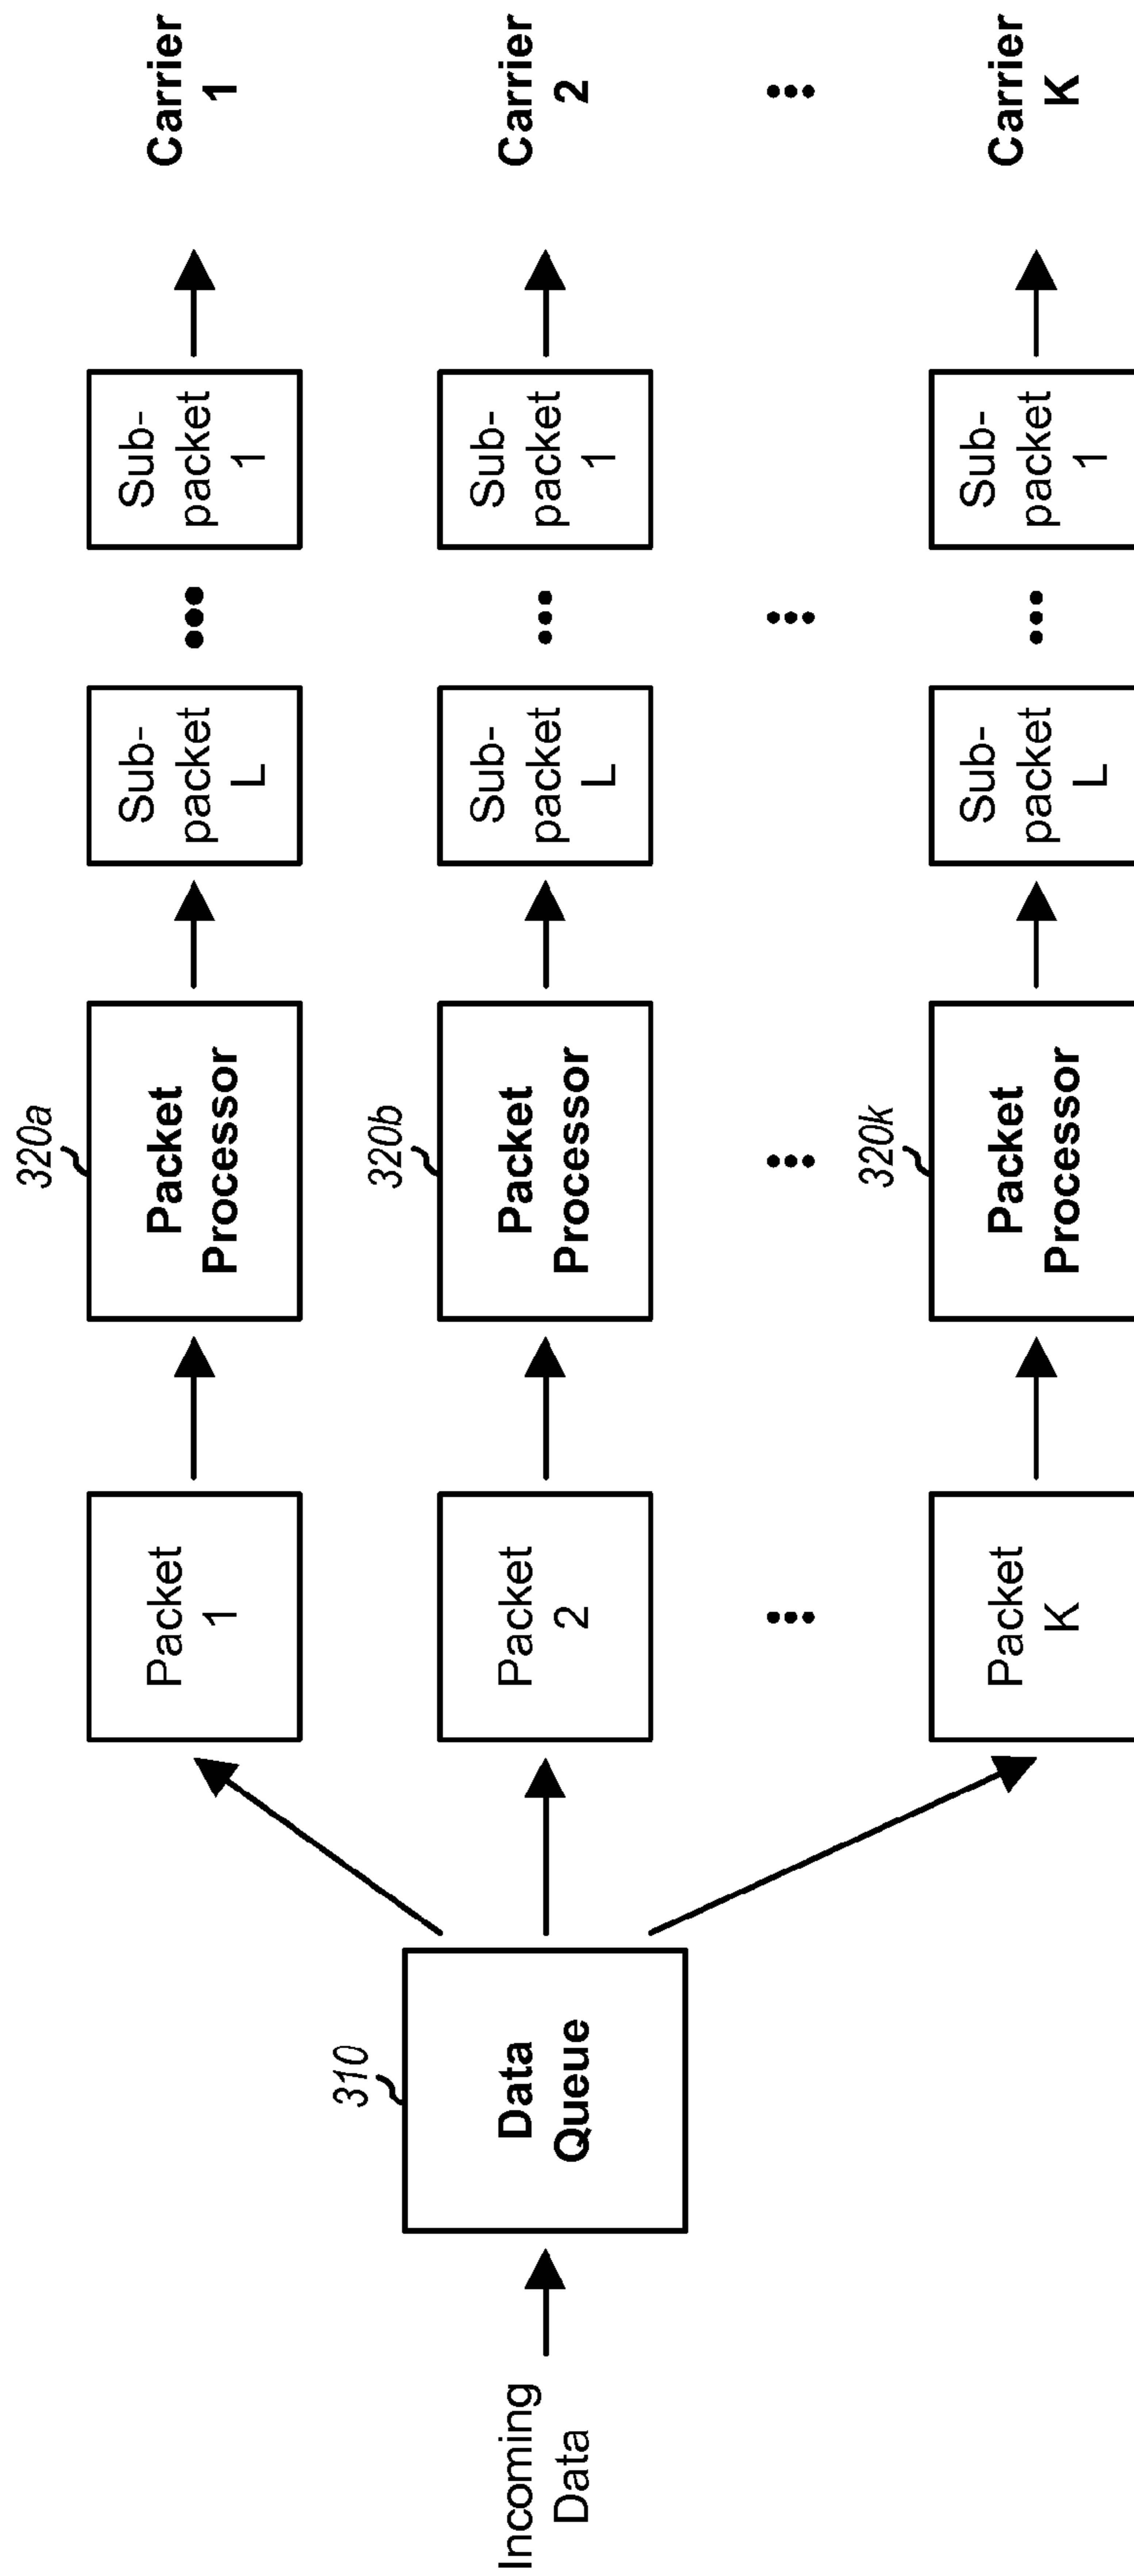 Incoming
Data
310
Data
Queue
Packet
1
320a
Packet
Processor
Sub-
packet
L
Sub-
packet
1
Carrier
1
Packet
2
320b
Packet
Processor
Sub-
packet
L
Sub-
packet
1
Carrier
2
Packet
K
320k
Packet
Processor
Sub-
packet
L
Sub-
packet
1
Carrier
K